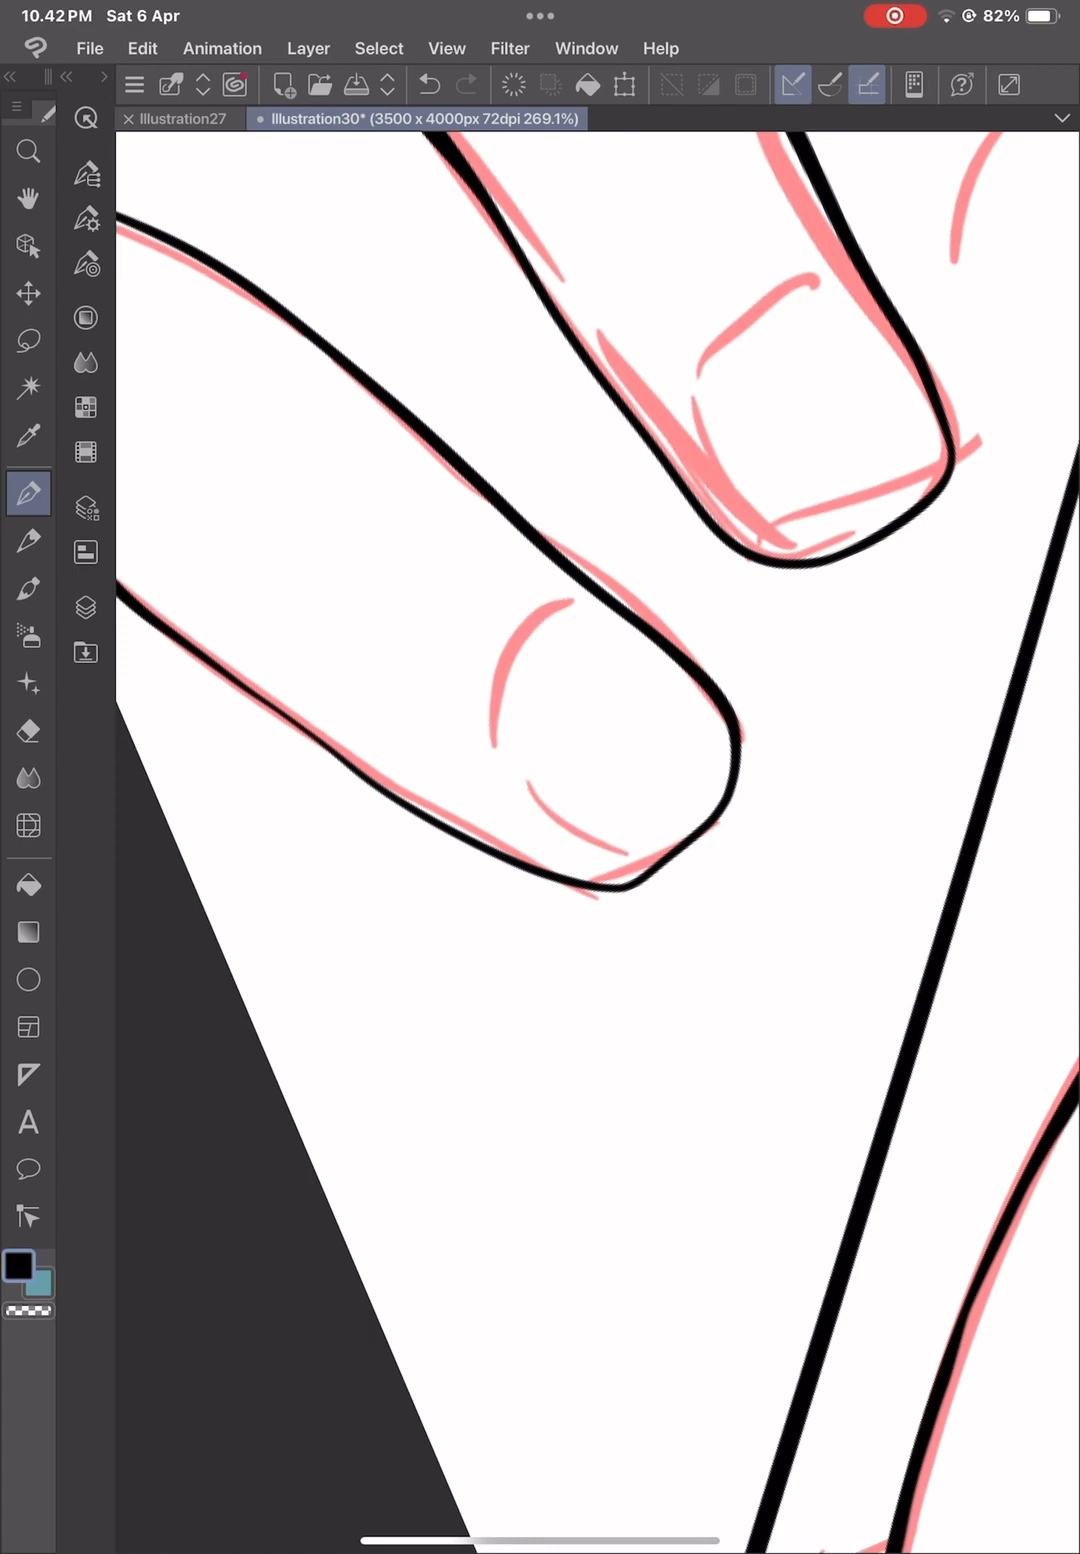 10.42 PM Sat 6 Apr 82%
File Edit Animation Layer Select View Filter Window Help
Illustration27 Illustration30* (3500 x 4000px 72dpi 269.1%)
A